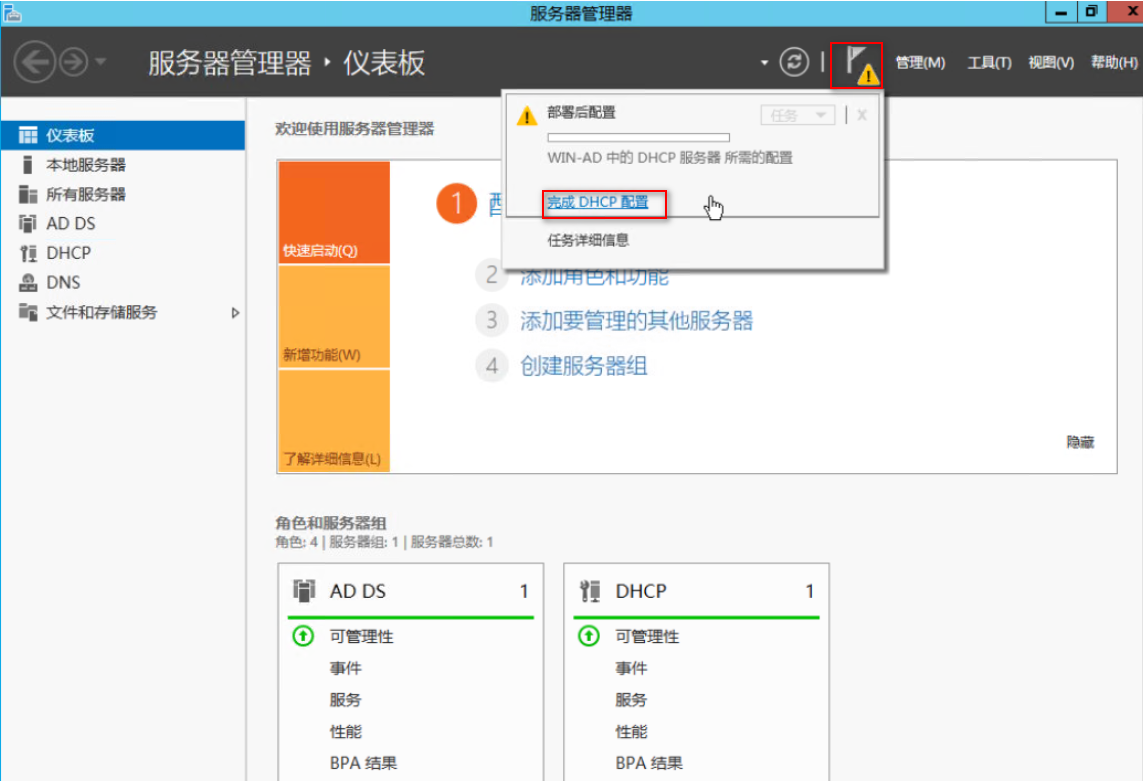 服务器管理器
服务器管理器 · 仪表板
管理(M) 工具(T) 视图(V) 帮助(H)
仪表板
本地服务器
所有服务器
AD DS
DHCP
DNS
文件和存储服务
欢迎使用服务器管理器
部署后配置
任务
X
WIN-AD 中的 DHCP 服务器 所需的配置
完成 DHCP 配置
任务详细信息
快速启动(Q)
新增功能(W)
了解详细信息(L)
1
2 添加角色和功能
3 添加要管理的其他服务器
4 创建服务器组
隐藏
角色和服务器组
角色: 4 | 服务器组: 1 | 服务器总数: 1
AD DS 1
可管理性
事件
服务
性能
BPA 结果
DHCP 1
可管理性
事件
服务
性能
BPA 结果